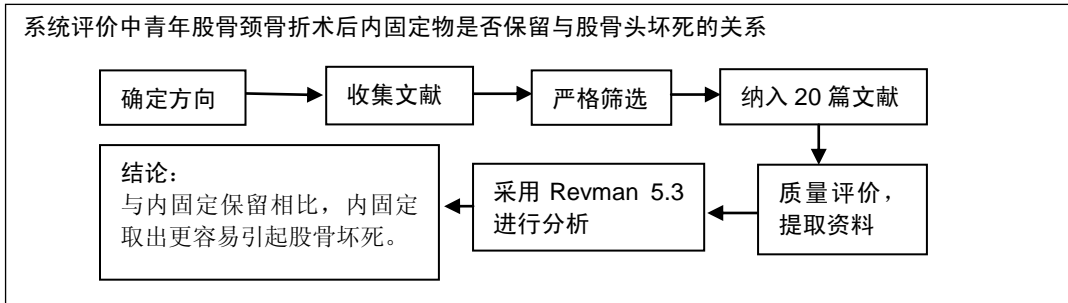 系统评价中青年股骨颈骨折术后内固定物是否保留与股骨头坏死的关系
确定方向
收集文献
严格筛选
纳入 20 篇文献
质量评价，
提取资料
采用 Revman 5.3
进行分析
结论：
与内固定保留相比，内固定
取出更容易引起股骨坏死。